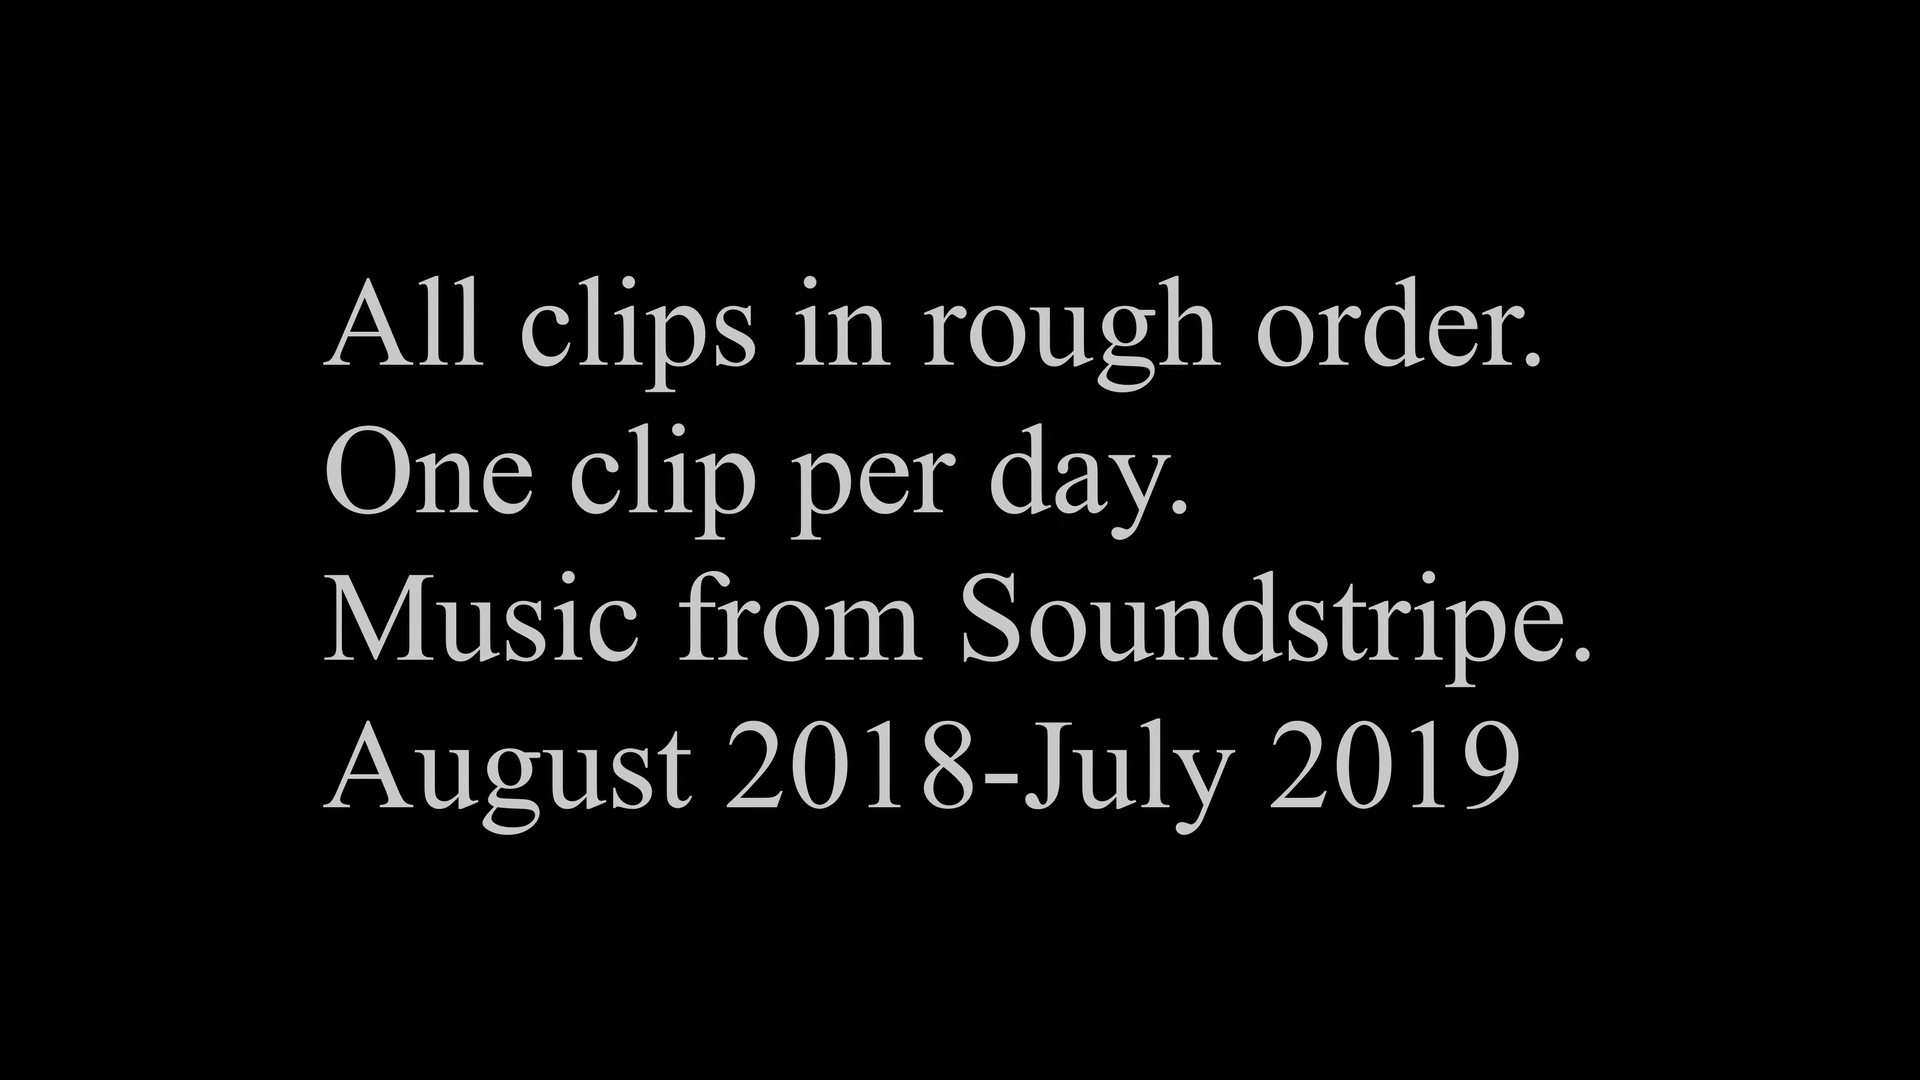 All clips in rough order.
One clip per day.
Music from Soundstripe.
August 2018-July 2019